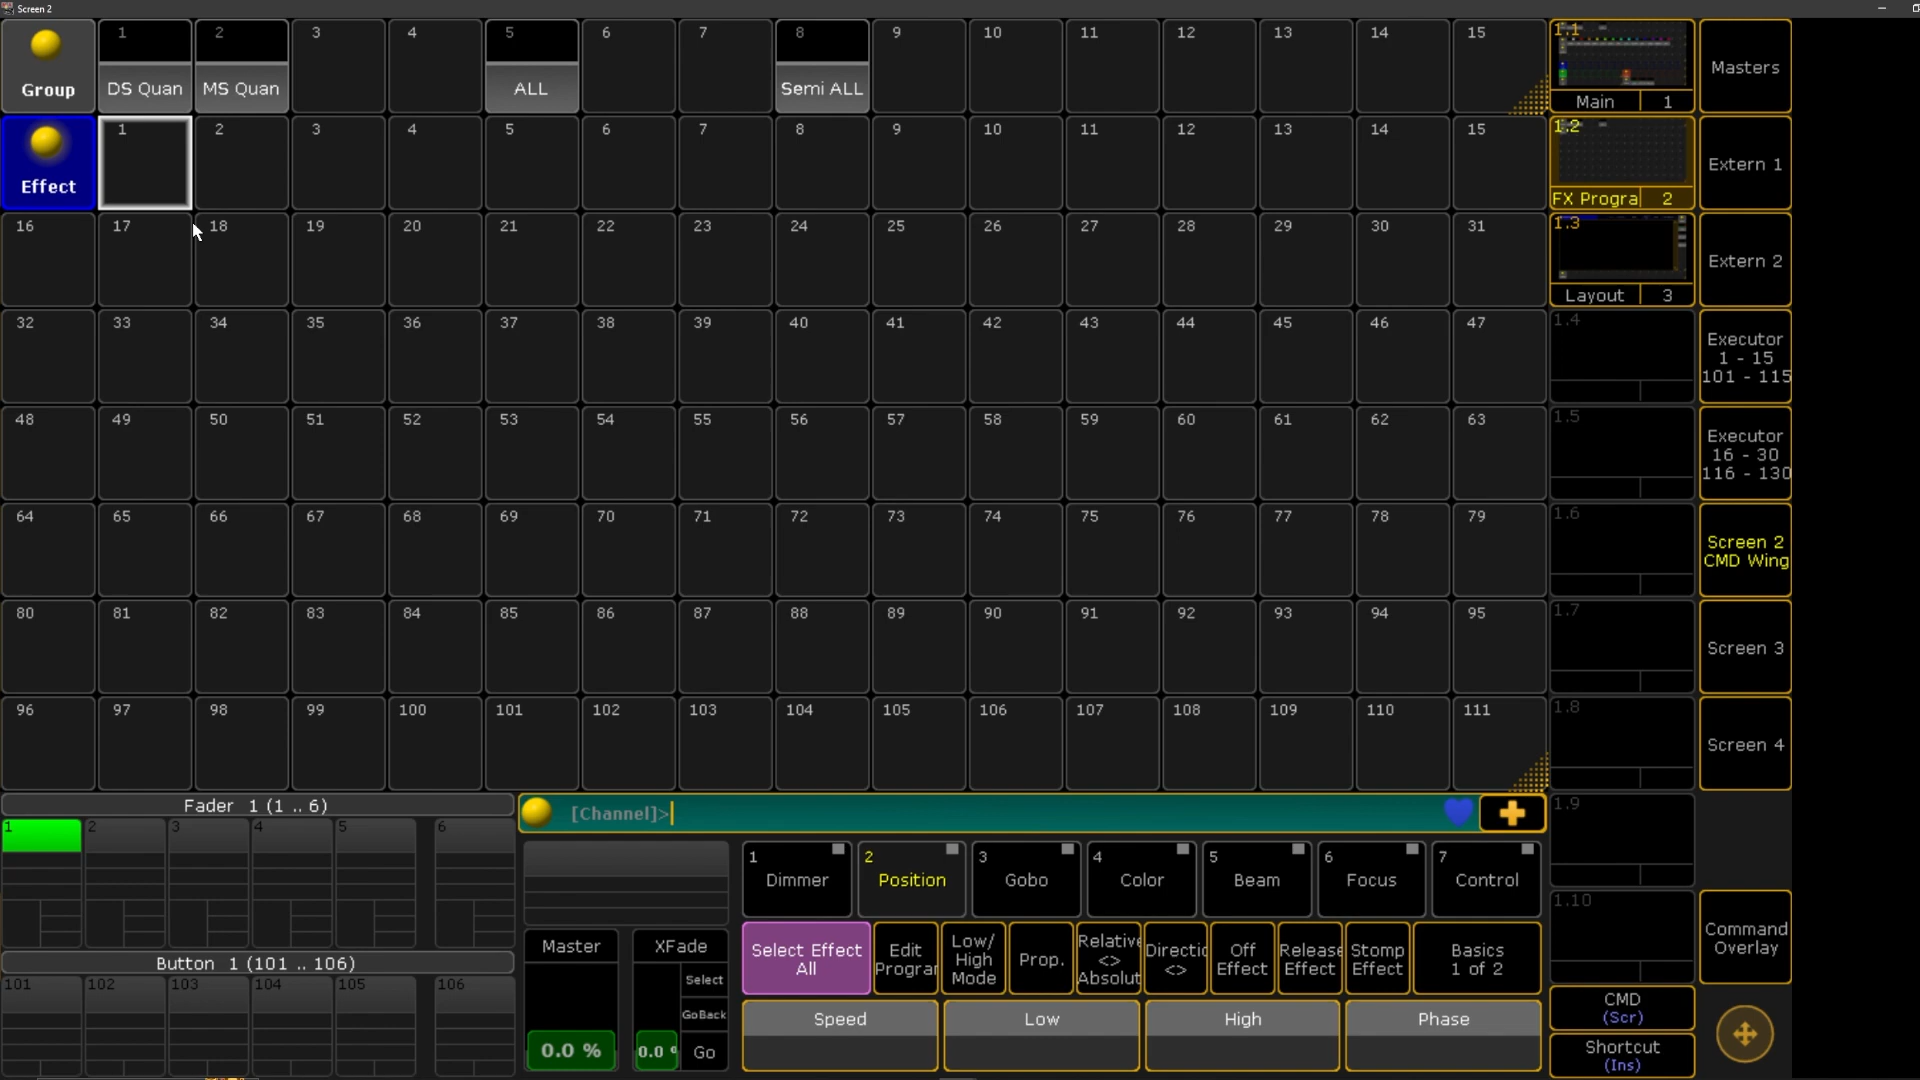 Screen 2
1 2 3 4 5 6 7 8 9 10 11 12 13 14 15
Group DS Quan MS Quan ALL Semi ALL
1 2 3 4 5 6 7 8 9 10 11 12 13 14 15
Effect
16 17 18 19 20 21 22 23 24 25 26 27 28 29 30 31
32 33 34 35 36 37 38 39 40 41 42 43 44 45 46 47
48 49 50 51 52 53 54 55 56 57 58 59 60 61 62 63
64 65 66 67 68 69 70 71 72 73 74 75 76 77 78 79
80 81 82 83 84 85 86 87 88 89 90 91 92 93 94 95
96 97 98 99 100 101 102 103 104 105 106 107 108 109 110 111
1.1
Main 1
1.2
FX Progra 2
1.3
Layout 3
1.4
1.5
1.6
1.7
1.8
1.9
1.10
CMD
(Scr)
Shortcut
(Ins)
Masters
Extern 1
Extern 2
Executor
1 - 15
101 - 115
Executor
16 - 30
116 - 130
Screen 2
CMD Wing
Screen 3
Screen 4
Command
Overlay
Fader 1 (1 .. 6)
1 2 3 4 5 6
Button 1 (101 .. 106)
101 102 103 104 105 106
[Channel]>
Master
0.0 %
XFade
Select
GoBack
0.0 Go
1 2 3 4 5 6 7
Dimmer Position Gobo Color Beam Focus Control
Select Effect
All
Edit
Progra
Low/
High
Mode
Prop.
Relative
<>
Absolut
Directio
<>
Off
Effect
Release
Effect
Stomp
Effect
Basics
1 of 2
Speed Low High Phase